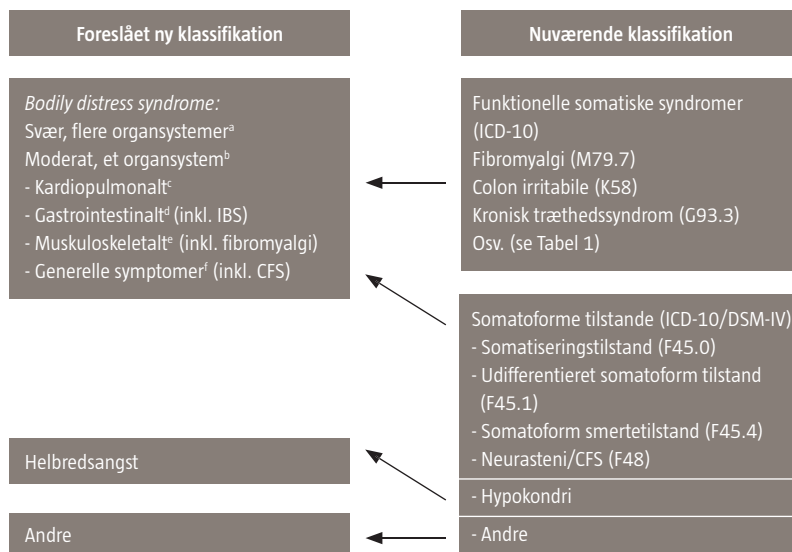 Foreslået ny klassifikation
Bodily distress syndrome:
Svær, flere organsystemerᵃ
Moderat, et organsystemᵇ
- Kardiopulmonaltᶜ
- Gastrointestinaltᵈ (inkl. IBS)
- Muskuloskeletaltᵉ (inkl. fibromyalgi)
- Generelle symptomerᶠ (inkl. CFS)
Helbredsangst
Andre
Nuværende klassifikation
Funktionelle somatiske syndromer
(ICD-10)
Fibromyalgi (M79.7)
Colon irritabile (K58)
Kronisk træthedssyndrom (G93.3)
Osv. (se Tabel 1)
Somatoforme tilstande (ICD-10/DSM-IV)
- Somatiseringstilstand (F45.0)
- Udifferentieret somatoform tilstand
(F45.1)
- Somatoform smertetilstand (F45.4)
- Neurasteni/CFS (F48)
- Hypokondri
- Andre